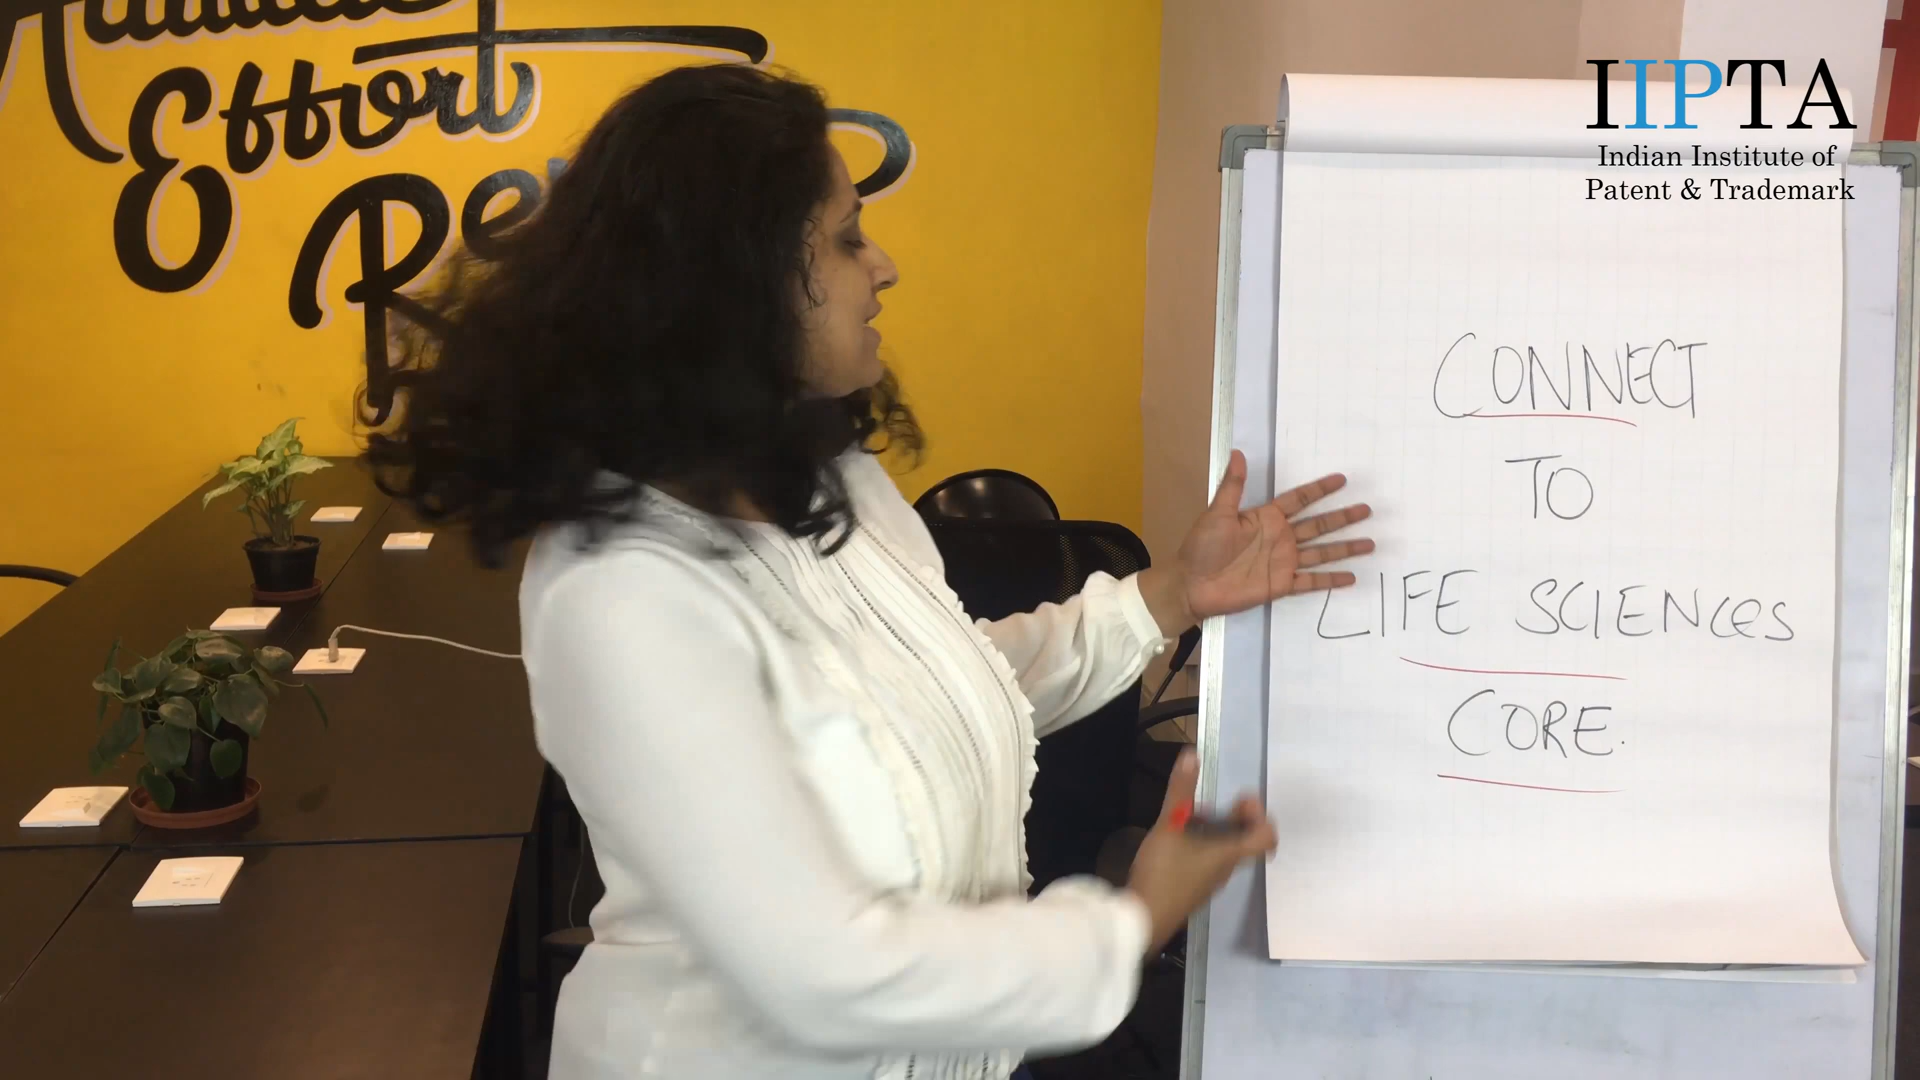 Effort
IIPTA
Indian Institute of
Patent & Trademark
CONNECT
TO
LIFE SCIENCES
CORE.